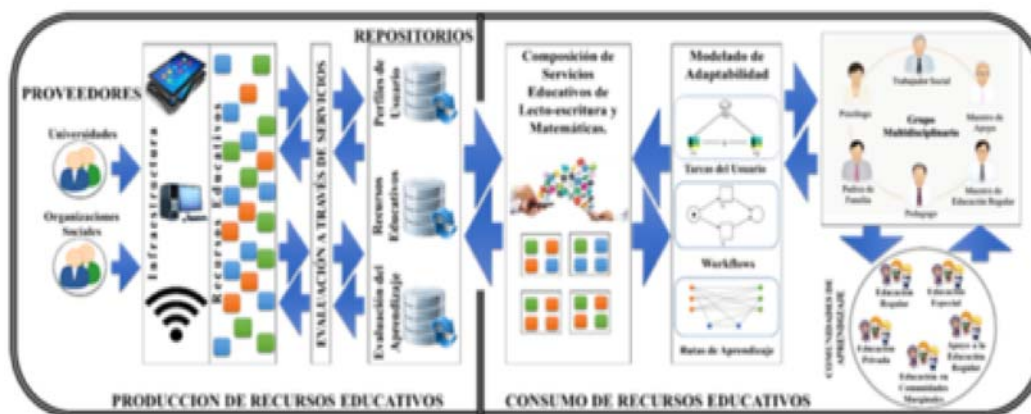 REPOSITORIOS
PROVEEDORES
Universidades
Organizaciones
Sociales
Infraestructura
Recursos Educativos
EVALUACIÓN A TRAVÉS DE SERVICIOS
Perfiles de
Usuario
Recursos
Educativos
Evaluación del
Aprendizaje
PRODUCCION DE RECURSOS EDUCATIVOS
Composición de
Servicios
Educativos de
Lecto-escritura y
Matemáticas.
Modelado de
Adaptabilidad
Tareas del Usuario
Workflows
Rutas de Aprendizaje
Trabajador Social
Psicólogo
Maestro de
Apoyo
Grupo
Multidisciplinario
Padres de
Familia
Maestro de
Educación Regular
Pedagogo
COMUNIDADES DE
APRENDIZAJE
Educación
Regular
Educación
Especial
Educación
Privada
Apoyo a la
Educación
Regular
Educación en
Comunidades
Marginales
CONSUMO DE RECURSOS EDUCATIVOS